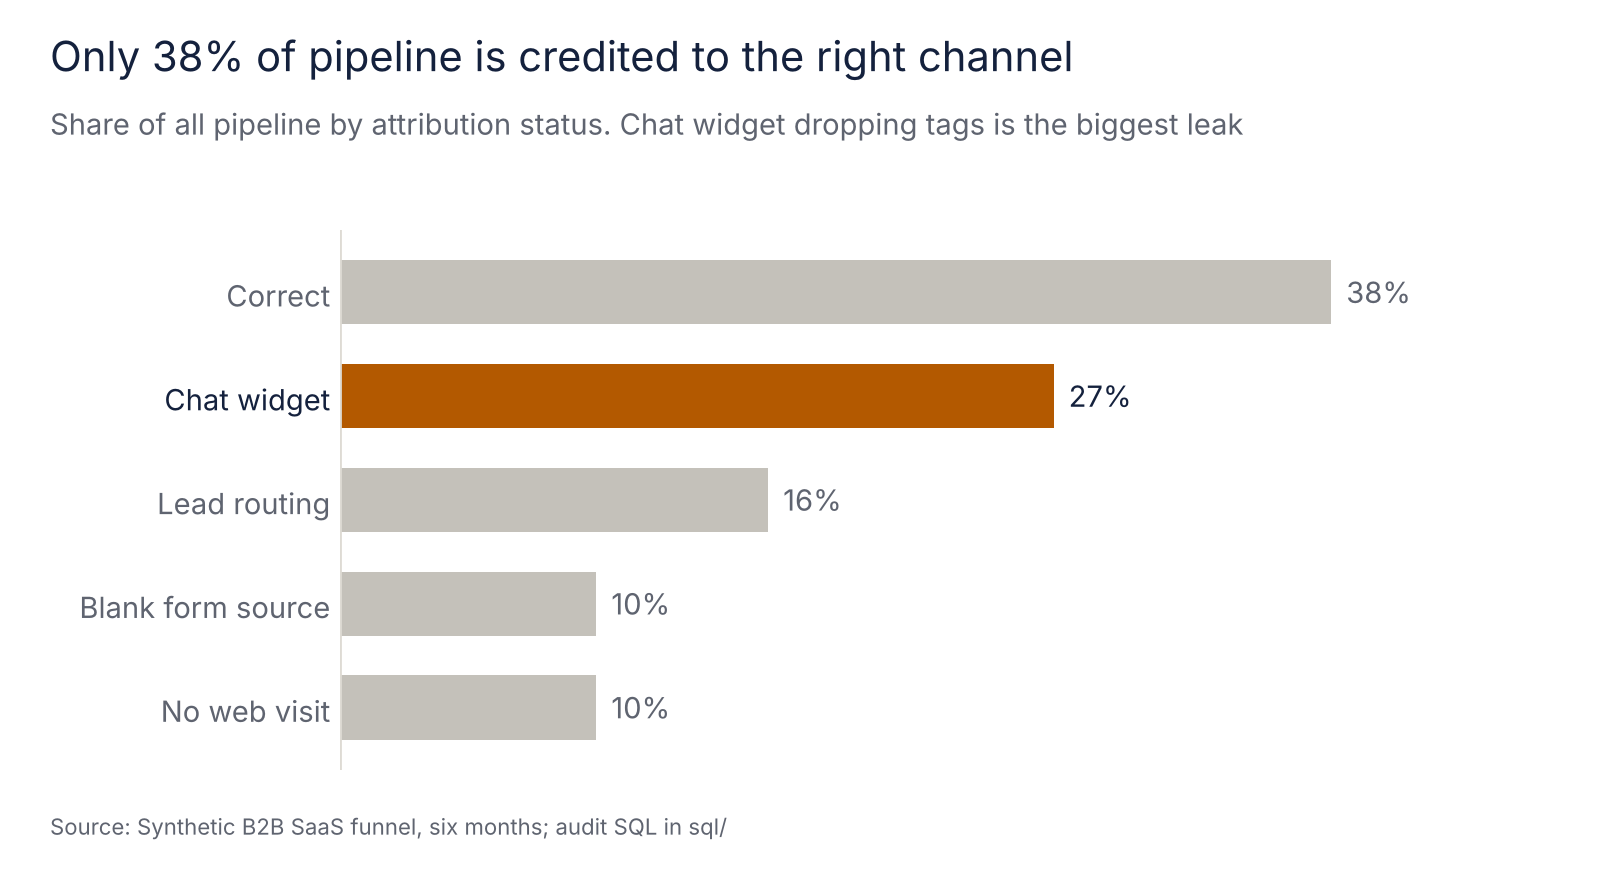 Only 38% of pipeline is credited to the right channel
Share of all pipeline by attribution status. Chat widget dropping tags is the biggest leak
Correct 38%
Chat widget 27%
Lead routing 16%
Blank form source 10%
No web visit 10%
Source: Synthetic B2B SaaS funnel, six months; audit SQL in sql/